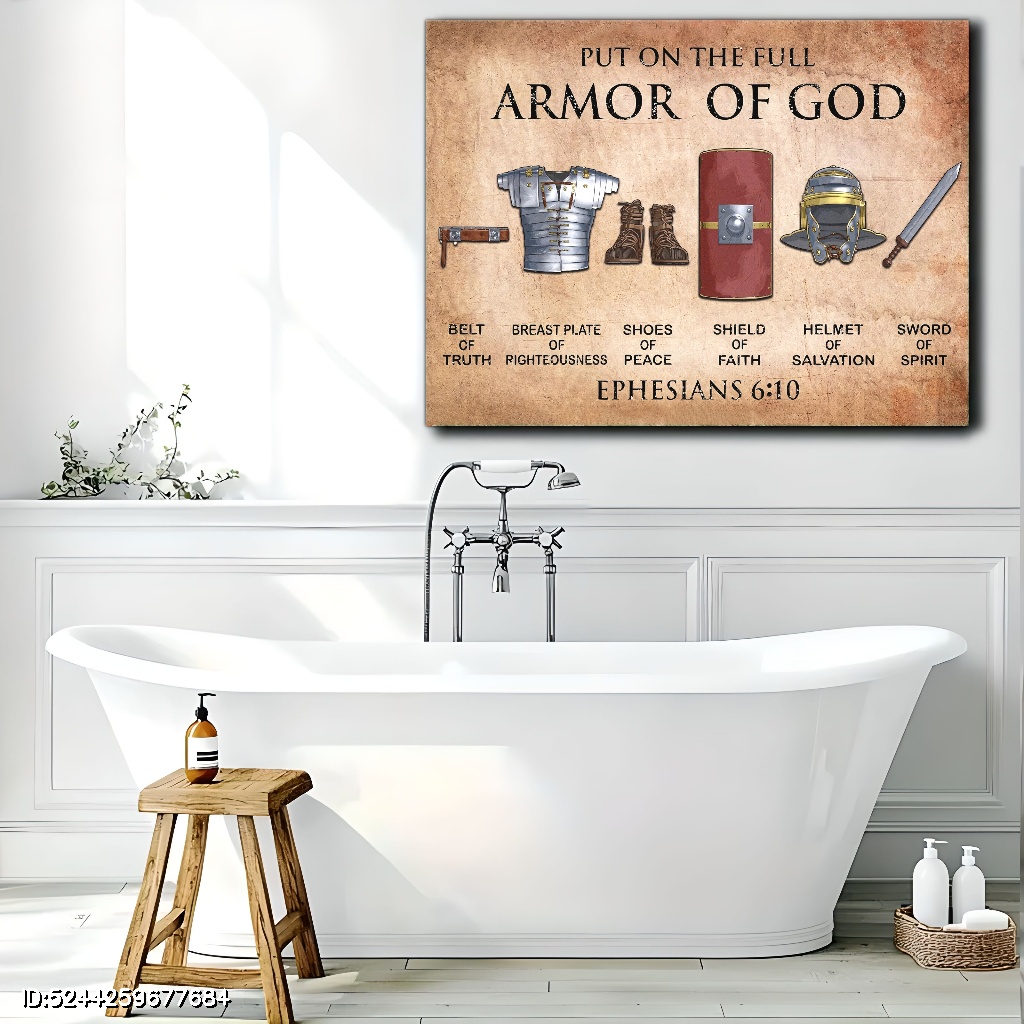 PUT ON THE FULL
ARMOR OF GOD
BELT
OF
TRUTH
BREAST PLATE
OF
RIGHTEOUSNESS
SHOES
OF
PEACE
SHIELD
OF
FAITH
HELMET
OF
SALVATION
SWORD
OF
SPIRIT
EPHESIANS 6:10
ID:5244259677684